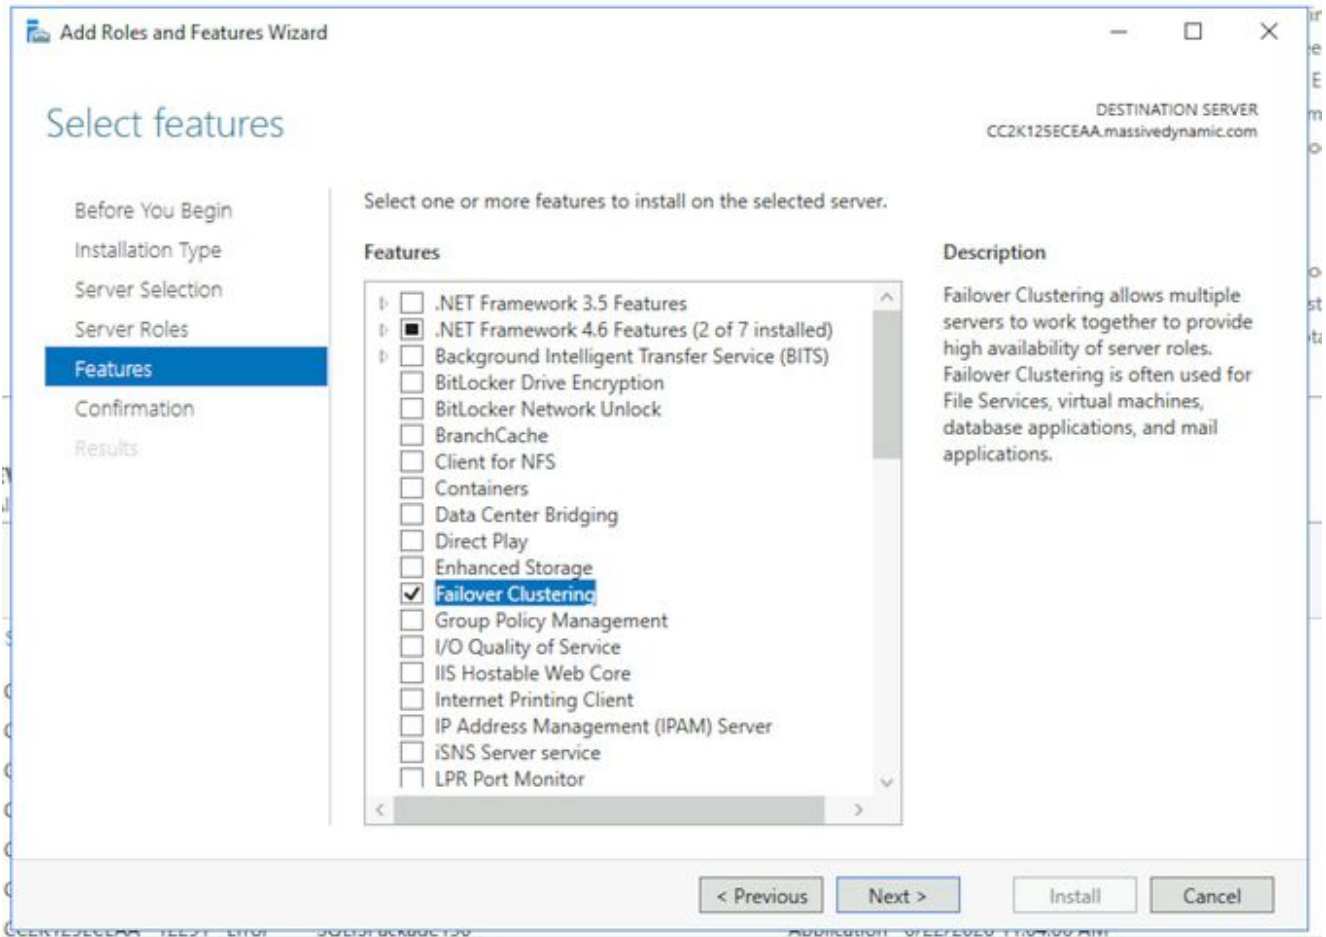 Add Roles and Features Wizard
Select features
DESTINATION SERVER
CC2K125ECEAA.massivedynamic.com
Before You Begin
Installation Type
Server Selection
Server Roles
Features
Confirmation
Results
Select one or more features to install on the selected server.
Features
.NET Framework 3.5 Features
.NET Framework 4.6 Features (2 of 7 installed)
Background Intelligent Transfer Service (BITS)
BitLocker Drive Encryption
BitLocker Network Unlock
BranchCache
Client for NFS
Containers
Data Center Bridging
Direct Play
Enhanced Storage
Failover Clustering
Group Policy Management
I/O Quality of Service
IIS Hostable Web Core
Internet Printing Client
IP Address Management (IPAM) Server
iSNS Server service
LPR Port Monitor
Description
Failover Clustering allows multiple
servers to work together to provide
high availability of server roles.
Failover Clustering is often used for
File Services, virtual machines,
database applications, and mail
applications.
< Previous
Next >
Install
Cancel